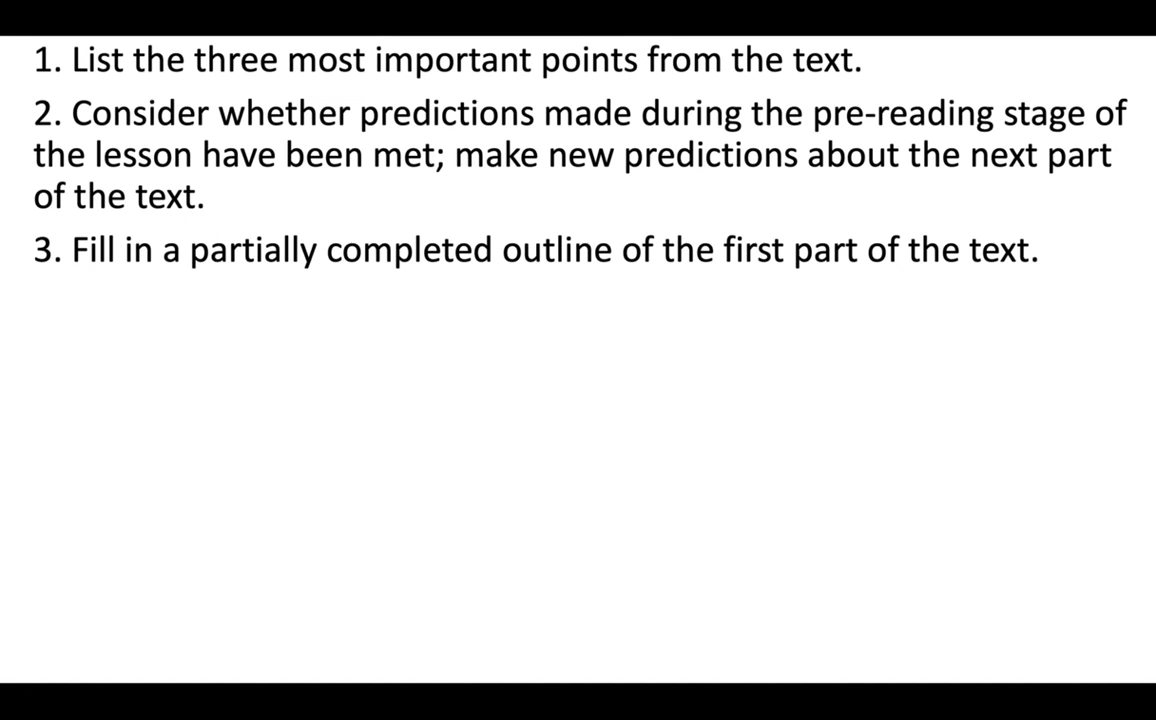 1. List the three most important points from the text.
2. Consider whether predictions made during the pre-reading stage of
the lesson have been met; make new predictions about the next part
of the text.
3. Fill in a partially completed outline of the first part of the text.